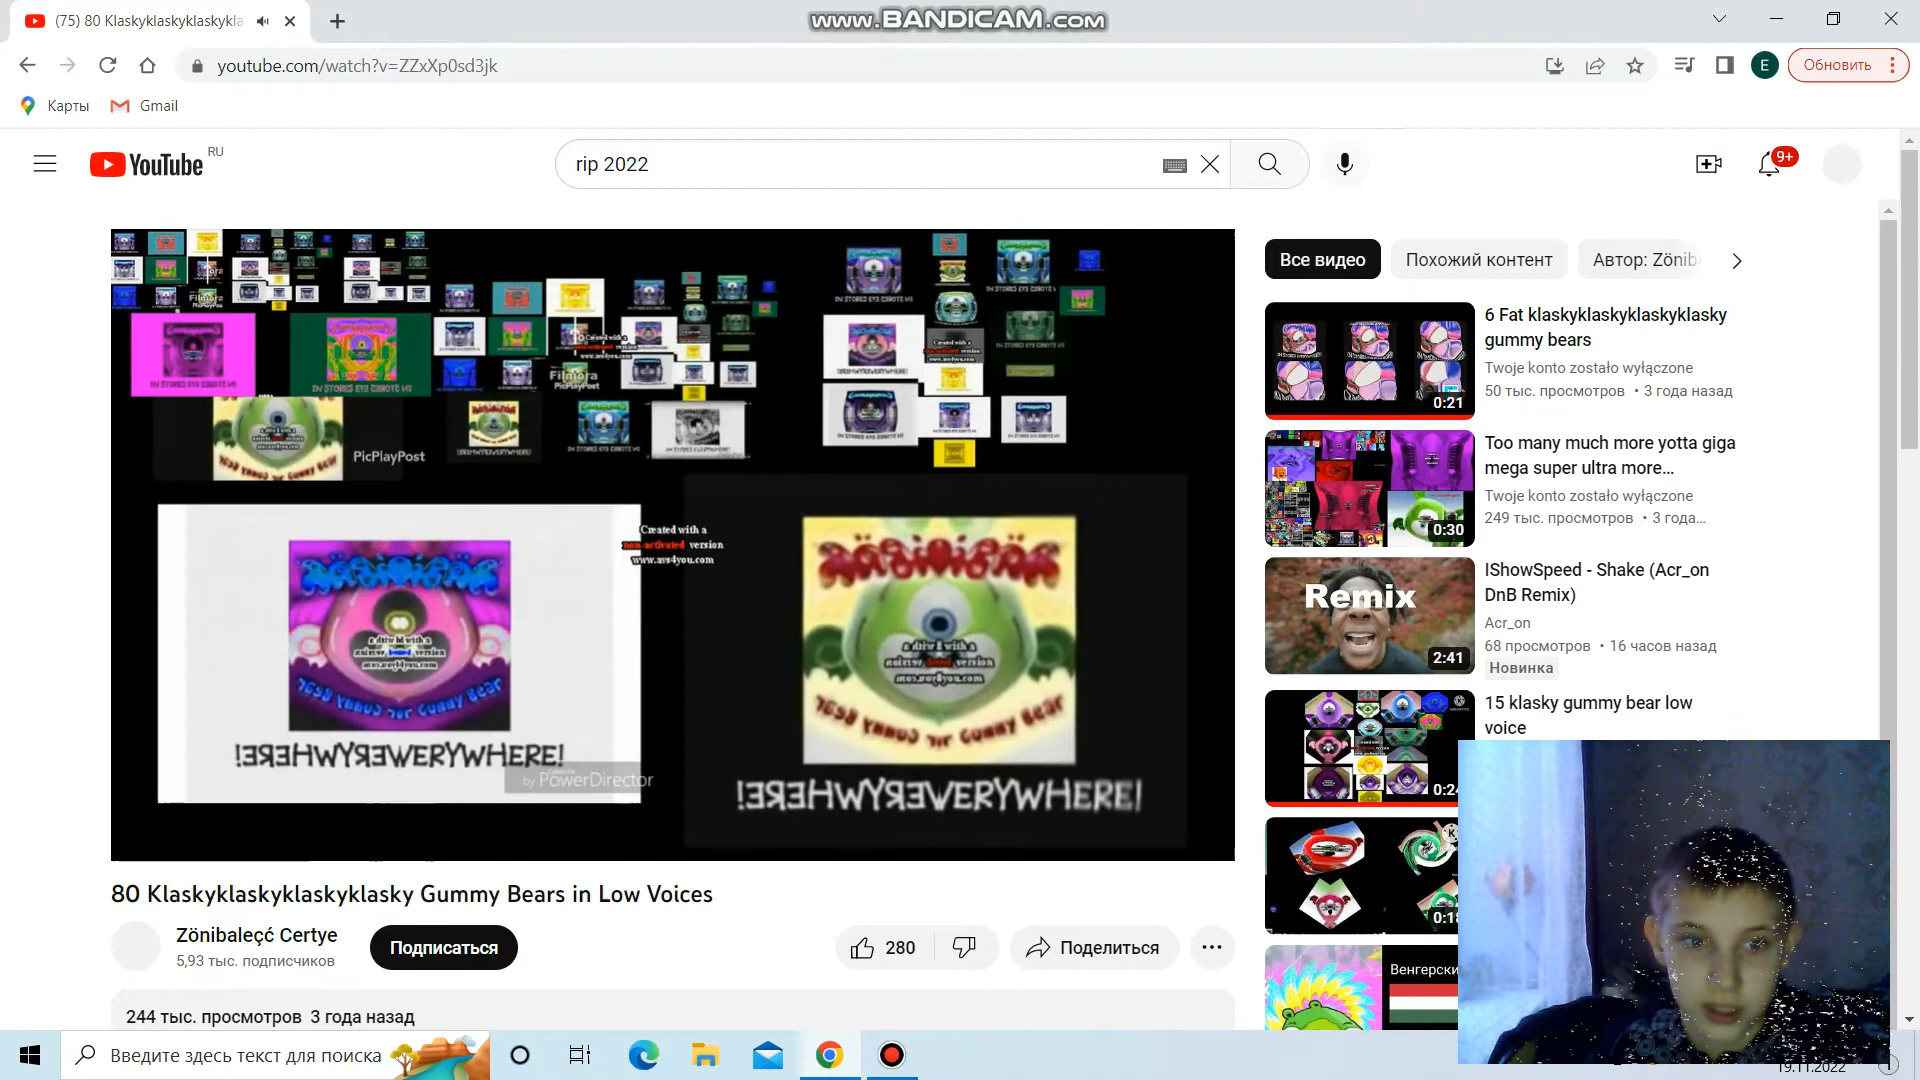 www.BANDICAM.com
(75) 80 Klaskyklaskyklaskykla
youtube.com/watch?v=ZZxXp0sd3jk
E
Обновить
Карты
Gmail
YouTube RU
rip 2022
9+
Filmora
PicPlayPost
PicPlayPost
Created with a
non-activated version
www.avs4you.com
by PowerDirector
Все видео
Похожий контент
Автор: Zönib
6 Fat klaskyklaskyklaskyklasky
gummy bears
Twoje konto zostało wyłączone
50 тыс. просмотров • 3 года назад
0:21
Too many much more yotta giga
mega super ultra more...
Twoje konto zostało wyłączone
249 тыс. просмотров • 3 года...
0:30
IShowSpeed - Shake (Acr_on
DnB Remix)
Acr_on
68 просмотров • 16 часов назад
Новинка
Remix
2:41
15 klasky gummy bear low
voice
0:24
0:18
Венгерски
80 Klaskyklaskyklaskyklasky Gummy Bears in Low Voices
Zönibaleçć Certye
5,93 тыс. подписчиков
Подписаться
280
Поделиться
244 тыс. просмотров 3 года назад
Введите здесь текст для поиска
19.11.2022